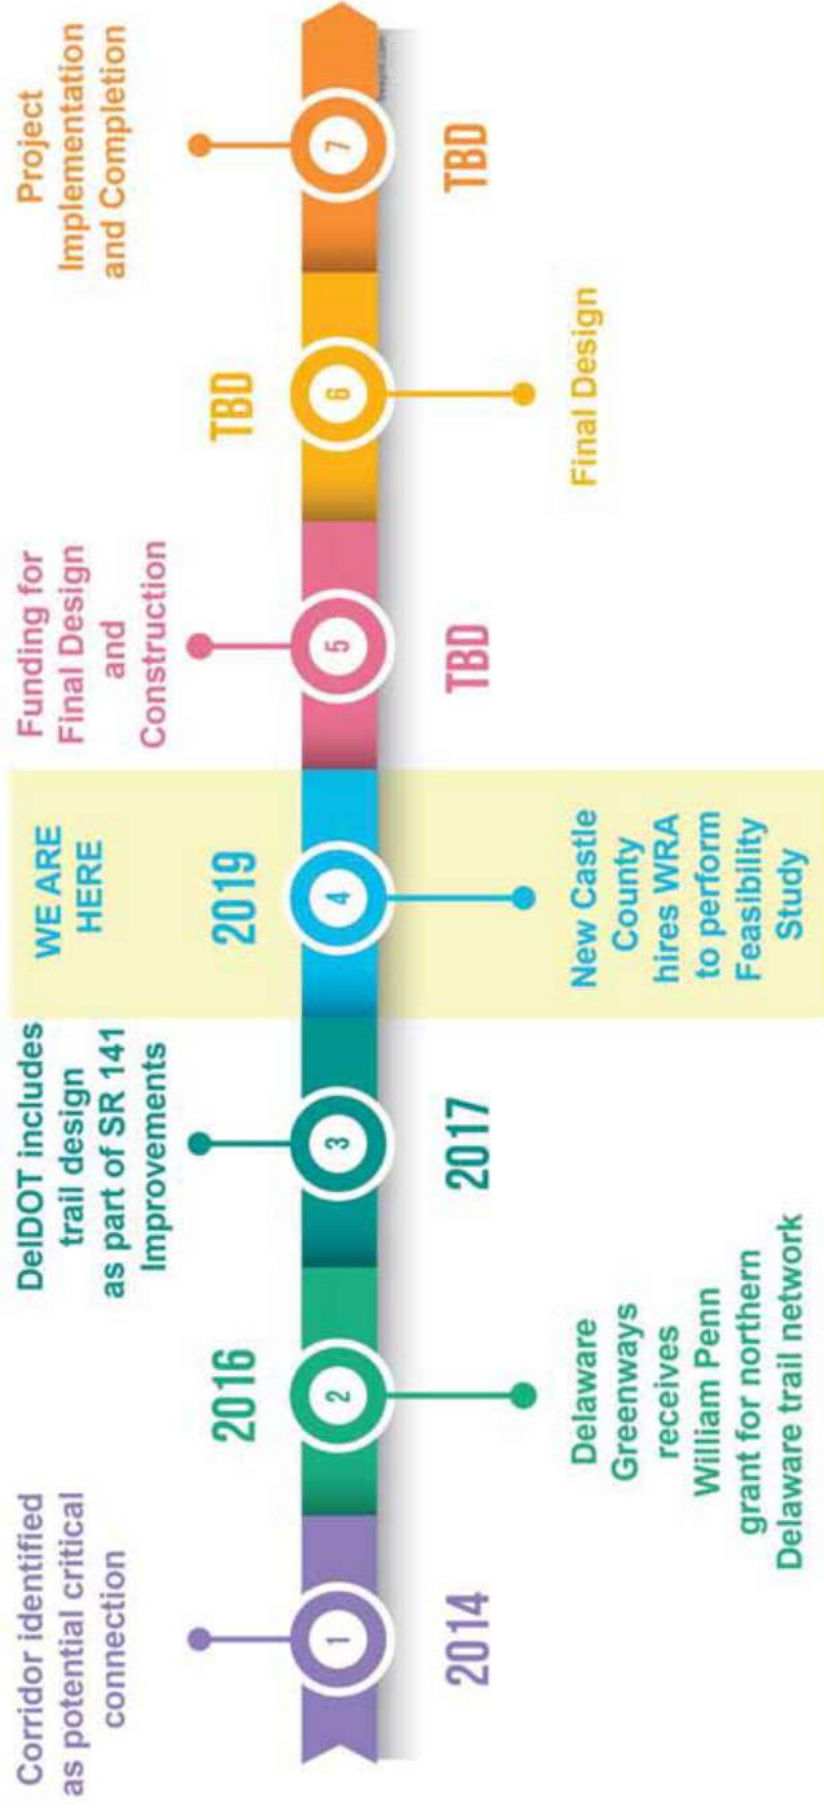 Corridor identified
as potential critical
connection
1
2014
2016
2
Delaware
Greenways
receives
William Penn
grant for northern
Delaware trail network
DelDOT includes
trail design
as part of SR 141
Improvements
3
2017
WE ARE
HERE
2019
4
New Castle
County
hires WRA
to perform
Feasibility
Study
Funding for
Final Design
and
Construction
5
TBD
TBD
6
Final Design
Project
Implementation
and Completion
7
TBD